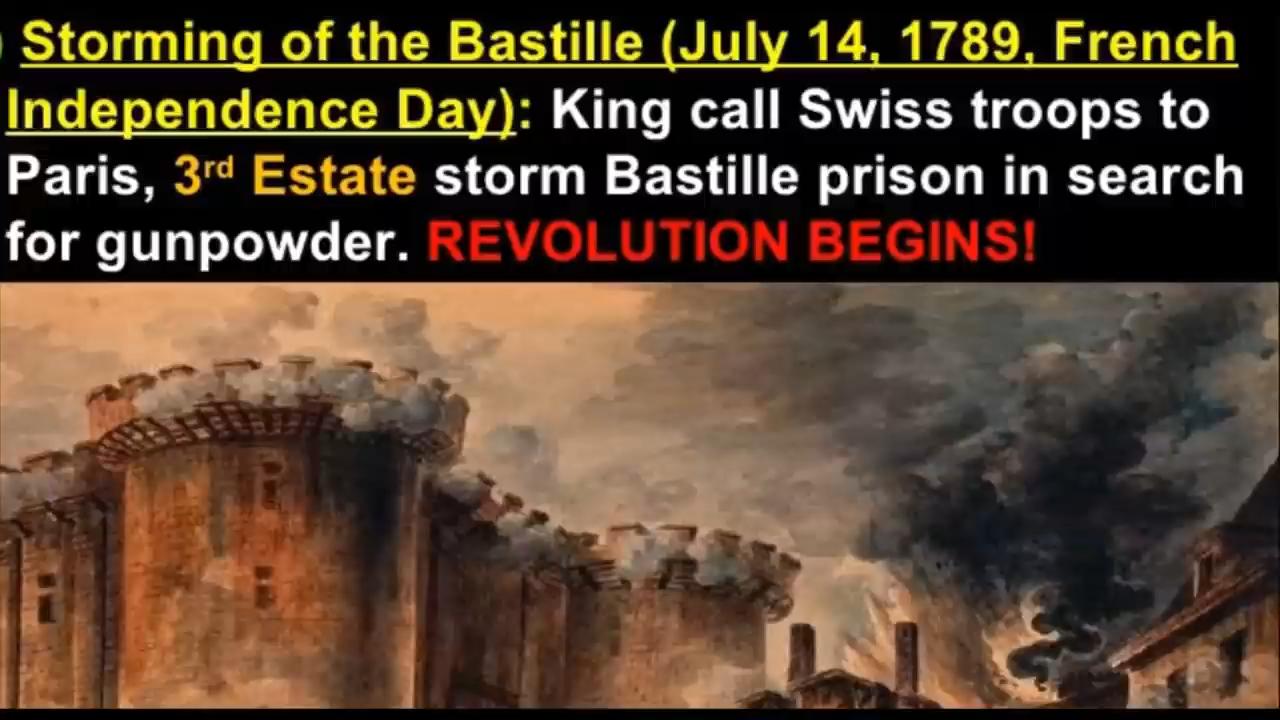 Storming of the Bastille (July 14, 1789, French
Independence Day): King call Swiss troops to
Paris, 3rd Estate storm Bastille prison in search
for gunpowder. REVOLUTION BEGINS!